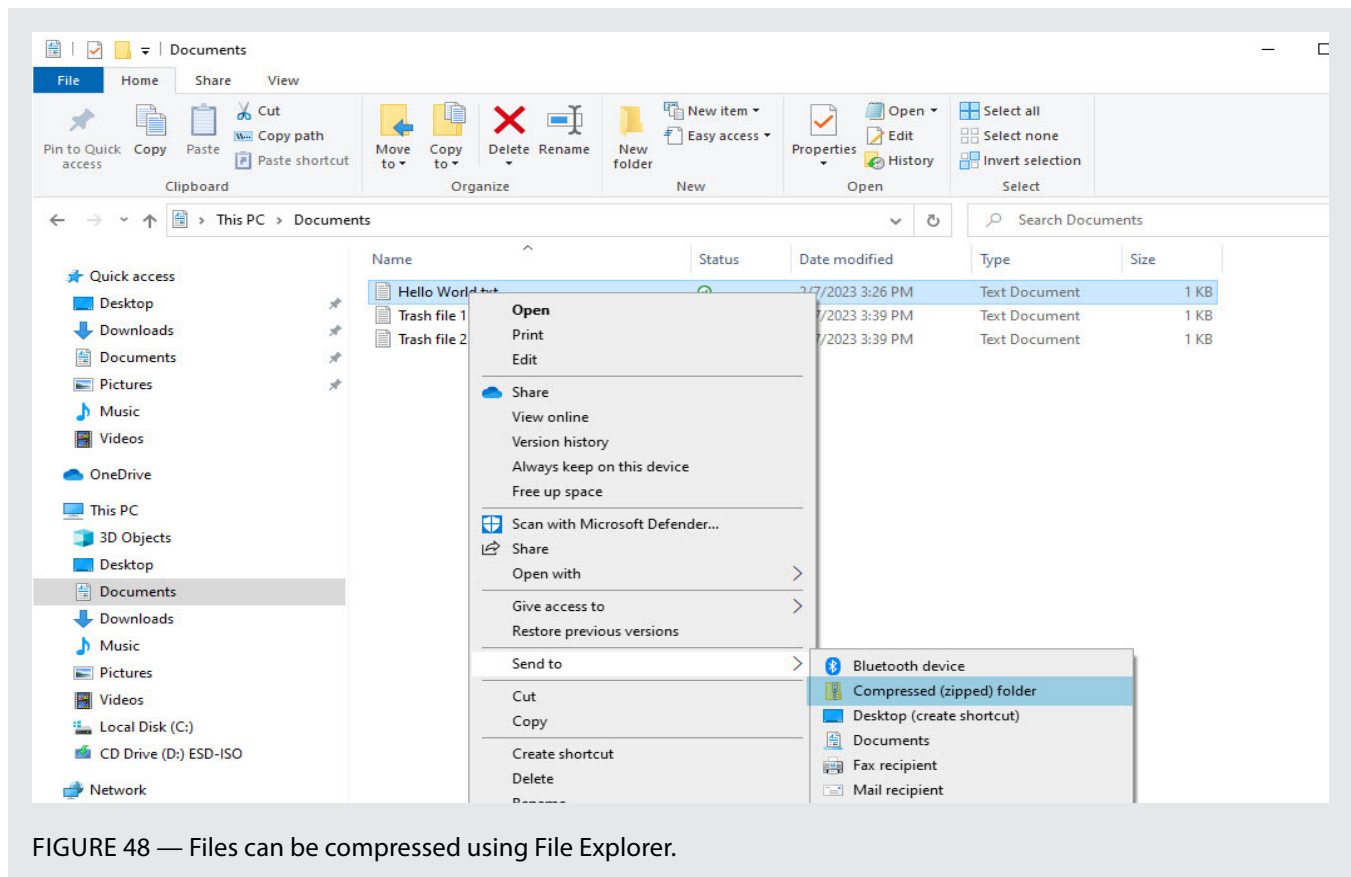 Documents
File Home Share View
Pin to Quick access
Copy
Paste
Cut
Copy path
Paste shortcut
Clipboard
Move to
Copy to
Delete
Rename
Organize
New folder
New item
Easy access
New
Properties
Open
Edit
History
Open
Select all
Select none
Invert selection
Select
This PC > Documents
Search Documents
Name Status Date modified Type Size
Hello World.txt 2/7/2023 3:26 PM Text Document 1 KB
Trash file 1 7/2023 3:39 PM Text Document 1 KB
Trash file 2 7/2023 3:39 PM Text Document 1 KB
Quick access
Desktop
Downloads
Documents
Pictures
Music
Videos
OneDrive
This PC
3D Objects
Desktop
Documents
Downloads
Music
Pictures
Videos
Local Disk (C:)
CD Drive (D:) ESD-ISO
Network
Open
Print
Edit
Share
View online
Version history
Always keep on this device
Free up space
Scan with Microsoft Defender...
Share
Open with
Give access to
Restore previous versions
Send to
Cut
Copy
Create shortcut
Delete
Rename
Bluetooth device
Compressed (zipped) folder
Desktop (create shortcut)
Documents
Fax recipient
Mail recipient
FIGURE 48 — Files can be compressed using File Explorer.